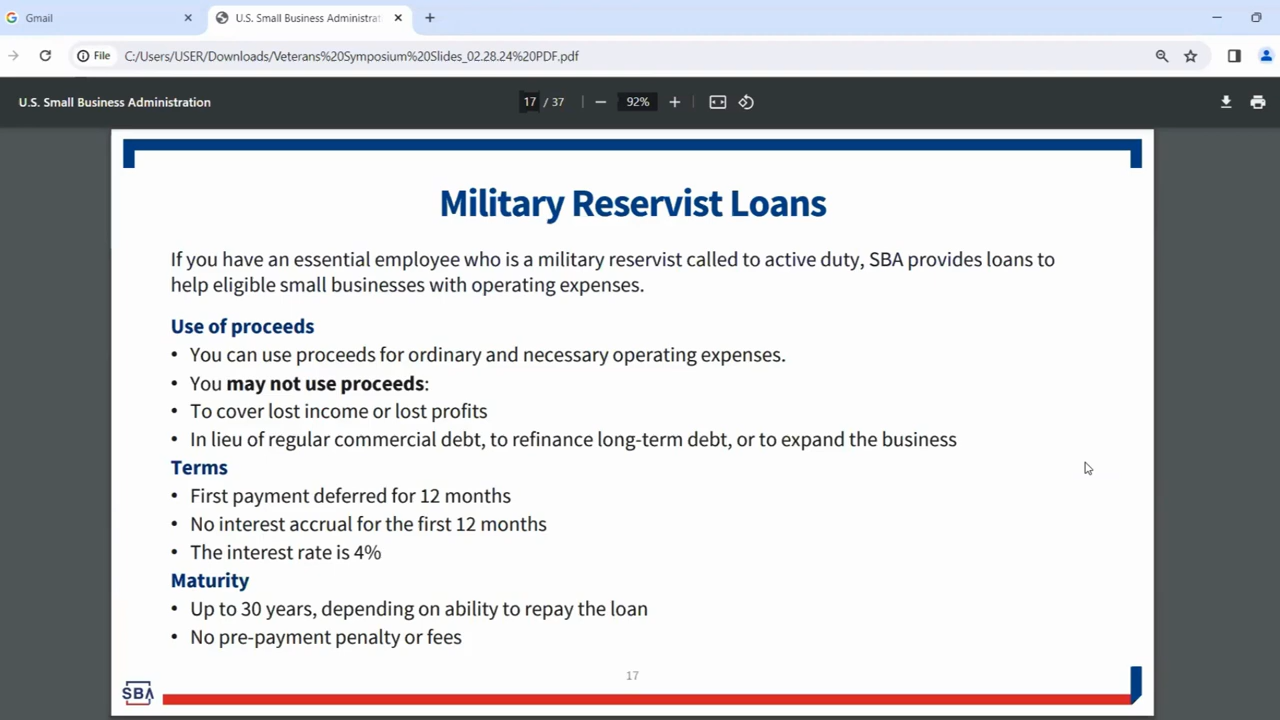 Gmail
U.S. Small Business Administrat
File
C:/Users/USER/Downloads/Veterans%20Symposium%20Slides_02.28.24%20PDF.pdf
U.S. Small Business Administration
17 / 37
92%
Military Reservist Loans
If you have an essential employee who is a military reservist called to active duty, SBA provides loans to
help eligible small businesses with operating expenses.
Use of proceeds
• You can use proceeds for ordinary and necessary operating expenses.
• You may not use proceeds:
• To cover lost income or lost profits
• In lieu of regular commercial debt, to refinance long-term debt, or to expand the business
Terms
• First payment deferred for 12 months
• No interest accrual for the first 12 months
• The interest rate is 4%
Maturity
• Up to 30 years, depending on ability to repay the loan
• No pre-payment penalty or fees
17
SBA